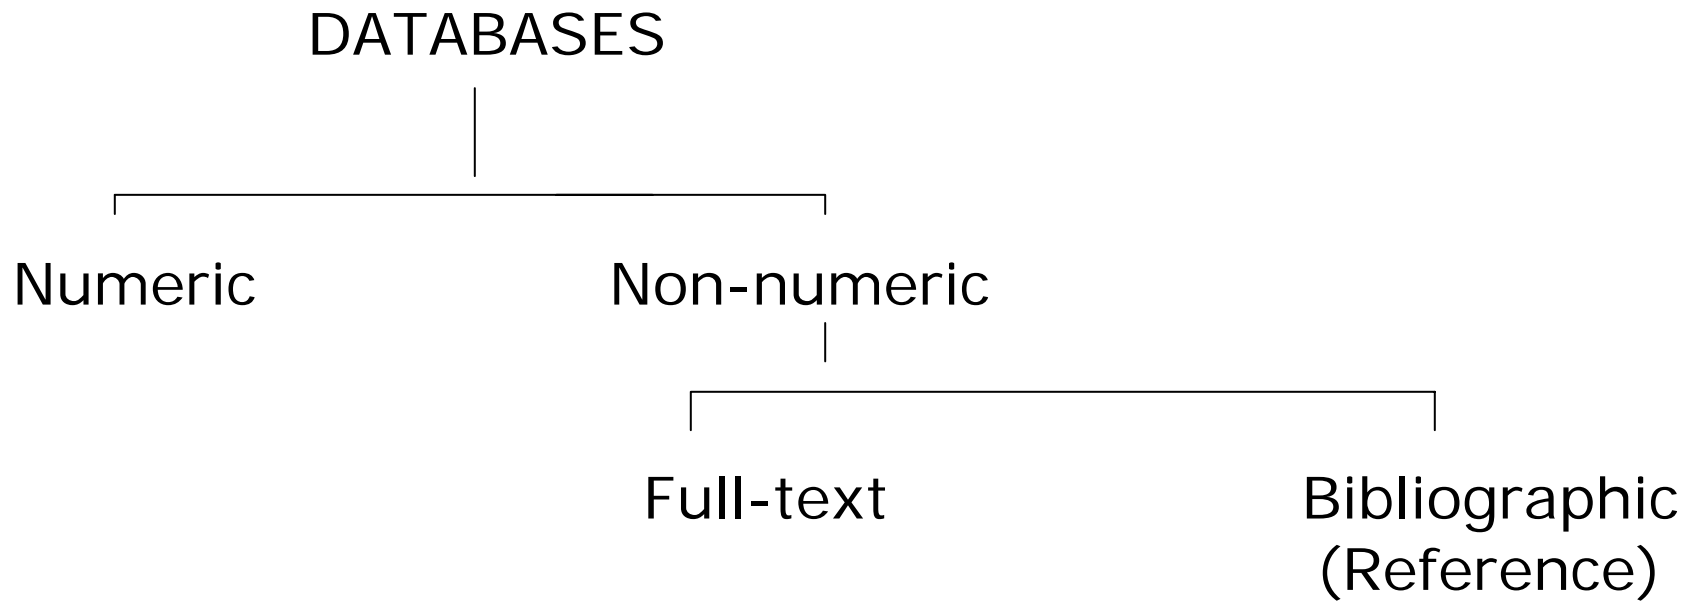 DATABASES
Numeric
Non-numeric
Full-text
Bibliographic
(Reference)